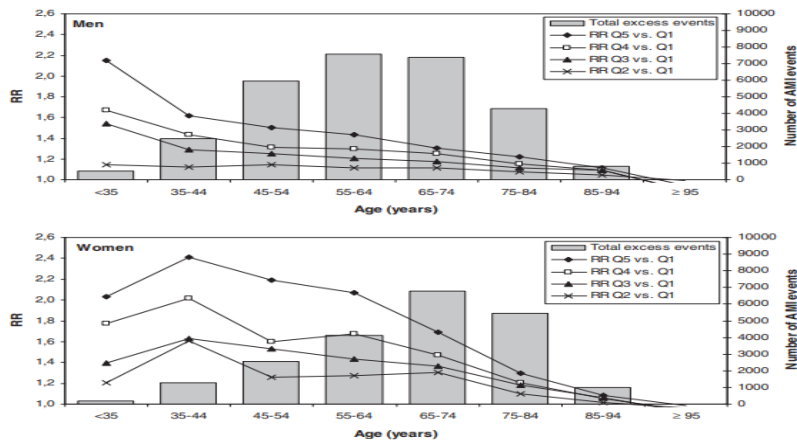 Men
Total excess events
RR Q5 vs. Q1
RR Q4 vs. Q1
RR Q3 vs. Q1
RR Q2 vs. Q1
2,6
2,4
2,2
2,0
1,8
1,6
1,4
1,2
1,0
RR
10000
9000
8000
7000
6000
5000
4000
3000
2000
1000
0
Number of AMI events
<35 35-44 45-54 55-64 65-74 75-84 85-94 ≥ 95
Age (years)
Women
Total excess events
RR Q5 vs. Q1
RR Q4 vs. Q1
RR Q3 vs. Q1
RR Q2 vs. Q1
2,6
2,4
2,2
2,0
1,8
1,6
1,4
1,2
1,0
RR
10000
9000
8000
7000
6000
5000
4000
3000
2000
1000
0
Number of AMI events
<35 35-44 45-54 55-64 65-74 75-84 85-94 ≥ 95
Age (years)